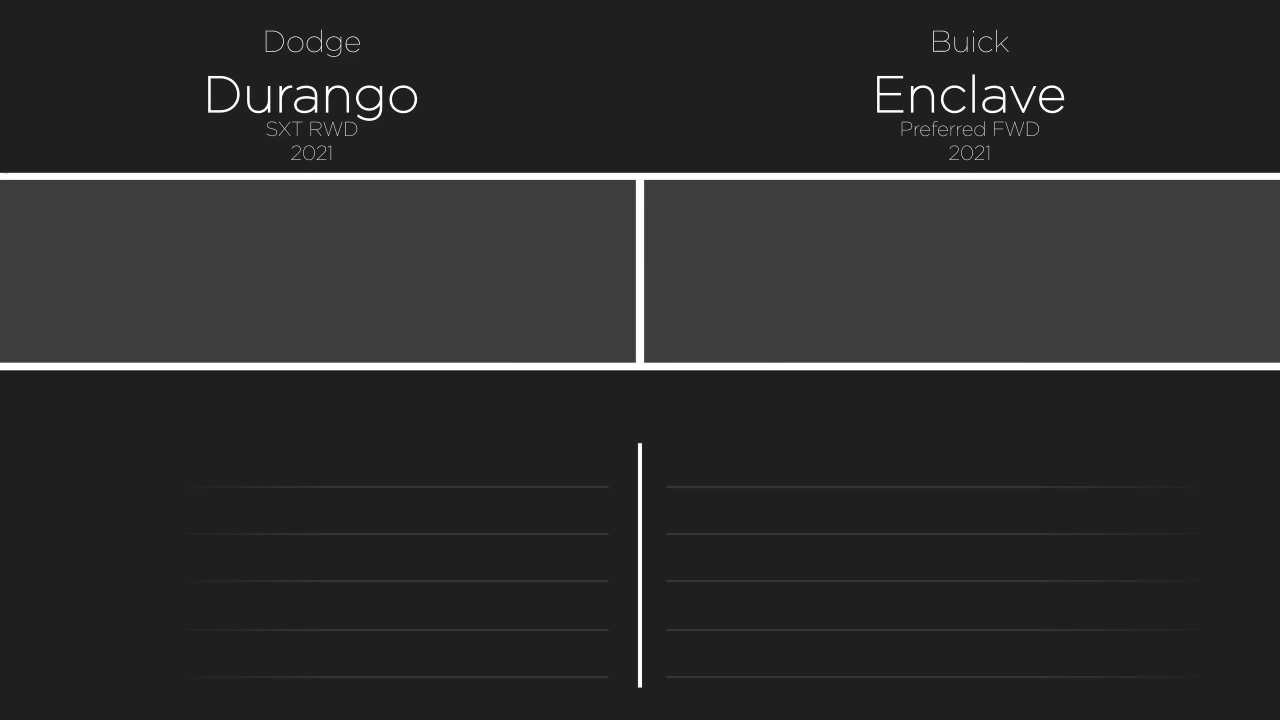 Dodge
Durango
SXT RWD
2021
Buick
Enclave
Preferred FWD
2021